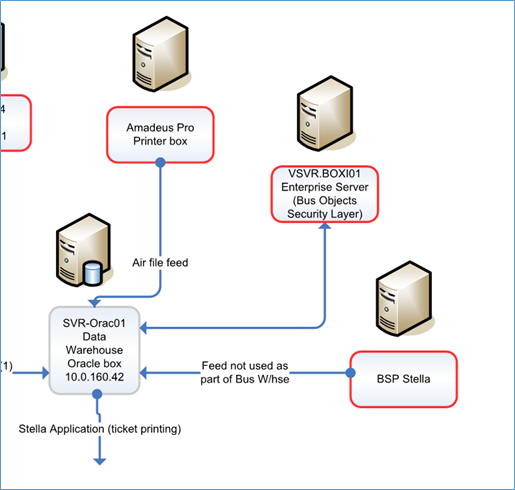 4
1
Amadeus Pro
Printer box
VSVR.BOXI01
Enterprise Server
(Bus Objects
Security Layer)
Air file feed
SVR-Orac01
Data
Warehouse
Oracle box
10.0.160.42
(1)
Feed not used as
part of Bus W/hse
BSP Stella
Stella Application (ticket printing)